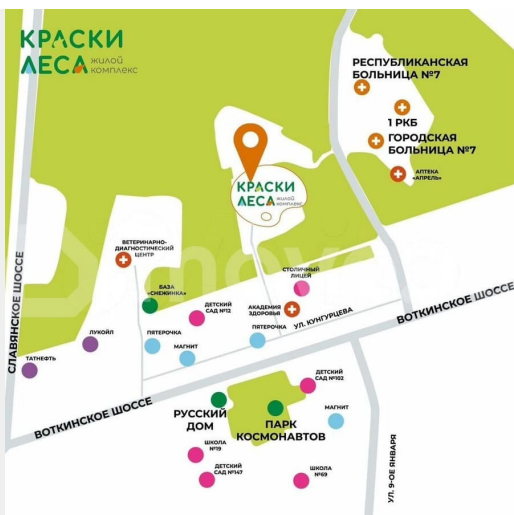 КРАСКИ
ЛЕСА жилой
комплекс
РЕСПУБЛИКАНСКАЯ
БОЛЬНИЦА №7
1 РКБ
ГОРОДСКАЯ
БОЛЬНИЦА №7
АПТЕКА
«АПРЕЛЬ»
КРАСКИ
ЛЕСА жилой
комплекс
ВЕТЕРИНАРНО-
ДИАГНОСТИЧЕСКИЙ
ЦЕНТР
СТОЛИЧНЫЙ
ЛИЦЕЙ
БАЗА
«СНЕЖИНКА»
ДЕТСКИЙ
САД №12
АКАДЕМИЯ
ЗДОРОВЬЯ
УЛ. КУНГУРЦЕВА
ВОТКИНСКОЕ ШОССЕ
СЛАВЯНСКОЕ ШОССЕ
ЛУКОЙЛ
ПЯТЕРОЧКА
ПЯТЕРОЧКА
ТАТНЕФТЬ
МАГНИТ
ВОТКИНСКОЕ ШОССЕ
ДЕТСКИЙ
САД №102
РУССКИЙ
ДОМ
ПАРК
КОСМОНАВТОВ
МАГНИТ
ШКОЛА
№19
ДЕТСКИЙ
САД №147
ШКОЛА
№69
УЛ. 9-ОЕ ЯНВАРЯ